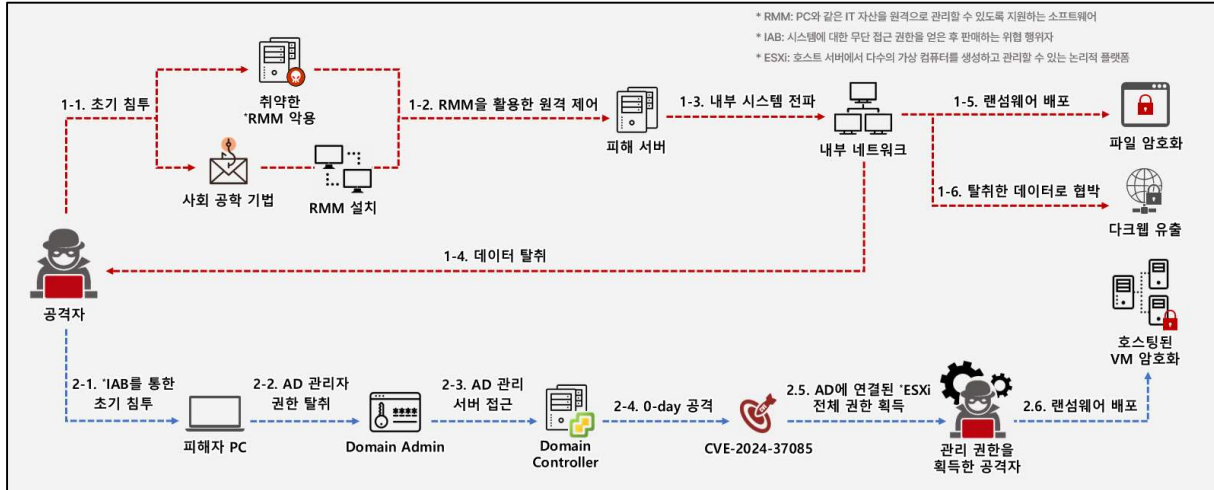 * RMM: PC와 같은 IT 자산을 원격으로 관리할 수 있도록 지원하는 소프트웨어
* IAB: 시스템에 대한 무단 접근 권한을 얻은 후 판매하는 위협 행위자
* ESXi: 호스트 서버에서 다수의 가상 컴퓨터를 생성하고 관리할 수 있는 논리적 플랫폼
1-1. 초기 침투
취약한
*RMM 악용
사회 공학 기법
RMM 설치
1-2. RMM을 활용한 원격 제어
피해 서버
1-3. 내부 시스템 전파
내부 네트워크
1-5. 랜섬웨어 배포
파일 암호화
1-6. 탈취한 데이터로 협박
다크웹 유출
1-4. 데이터 탈취
공격자
2-1. *IAB를 통한
초기 침투
피해자 PC
2-2. AD 관리자
권한 탈취
****
Domain Admin
2-3. AD 관리
서버 접근
Domain
Controller
2-4. 0-day 공격
CVE-2024-37085
2.5. AD에 연결된 *ESXi
전체 권한 획득
관리 권한을
획득한 공격자
2.6. 랜섬웨어 배포
호스팅된
VM 암호화